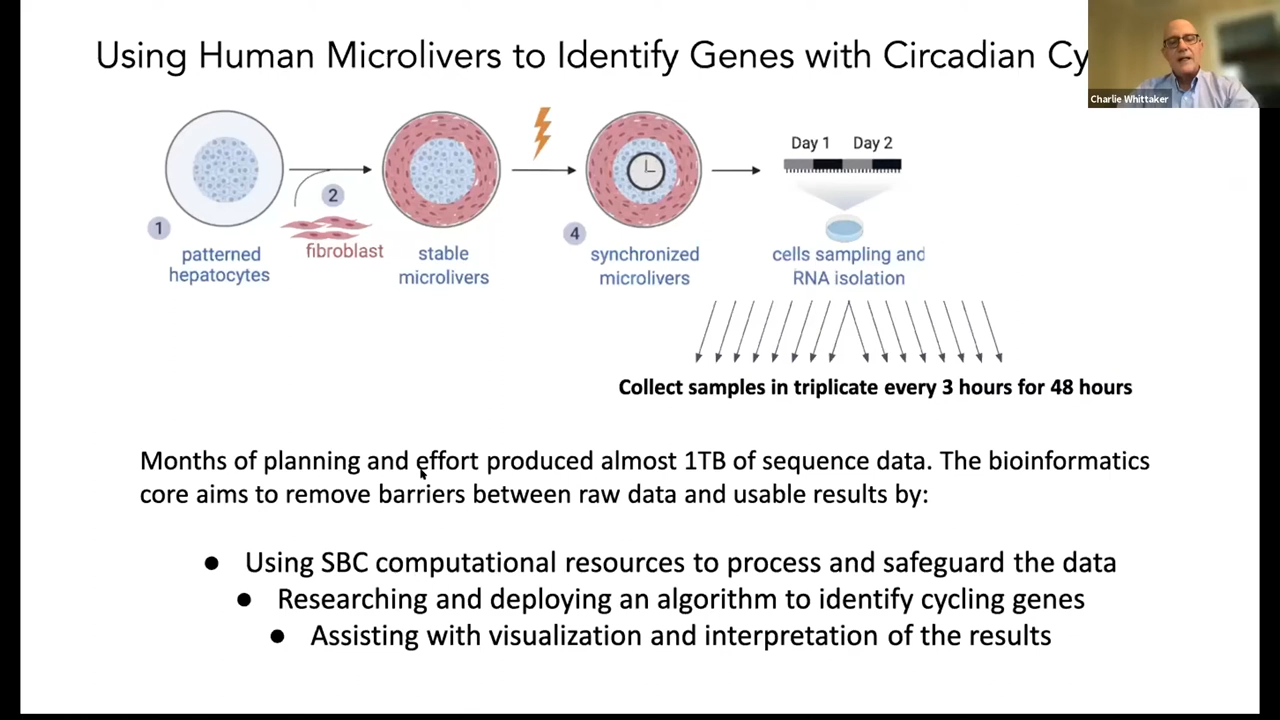 Using Human Microlivers to Identify Genes with Circadian Cy
Charlie Whittaker
Day 1 Day 2
1
2
4
patterned
hepatocytes
fibroblast
stable
microlivers
synchronized
microlivers
cells sampling and
RNA isolation
Collect samples in triplicate every 3 hours for 48 hours
Months of planning and effort produced almost 1TB of sequence data. The bioinformatics
core aims to remove barriers between raw data and usable results by:
● Using SBC computational resources to process and safeguard the data
● Researching and deploying an algorithm to identify cycling genes
● Assisting with visualization and interpretation of the results